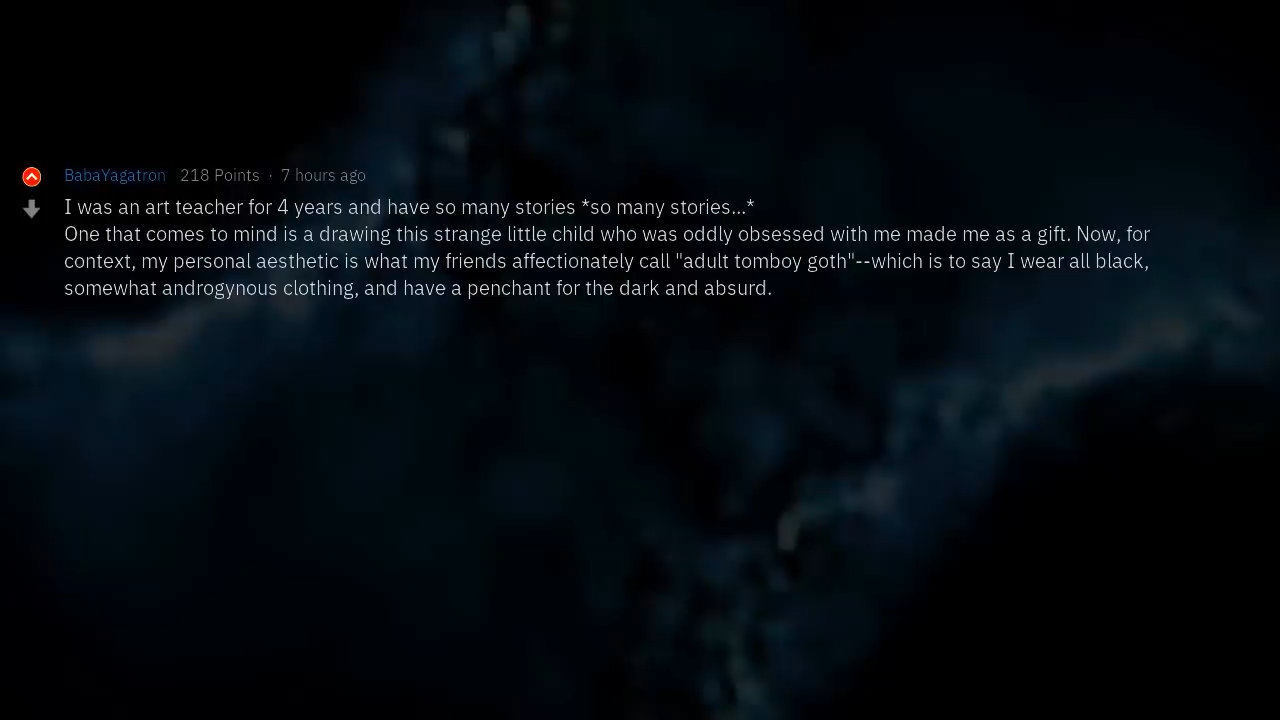 BabaYagatron 218 Points · 7 hours ago
I was an art teacher for 4 years and have so many stories *so many stories...*
One that comes to mind is a drawing this strange little child who was oddly obsessed with me made me as a gift. Now, for
context, my personal aesthetic is what my friends affectionately call "adult tomboy goth"--which is to say I wear all black,
somewhat androgynous clothing, and have a penchant for the dark and absurd.